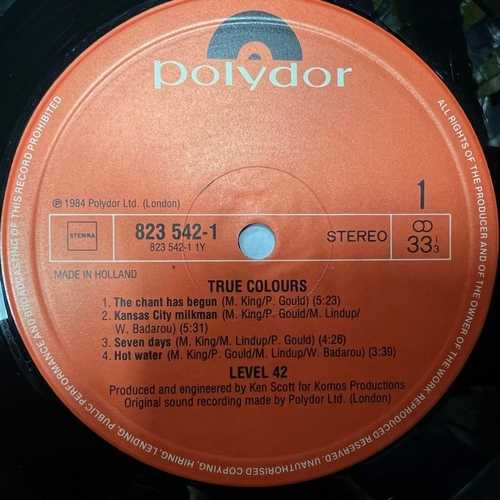 polydor
℗ 1984 Polydor Ltd. (London)
1
STEMRA
823 542-1
823 542-1 1Y
STEREO
33 1/3
MADE IN HOLLAND
TRUE COLOURS
1. The chant has begun (M. King/P. Gould) (5:23)
2. Kansas City milkman (M. King/P. Gould/M. Lindup/
W. Badarou) (5:31)
3. Seven days (M. King/M. Lindup/P. Gould) (4:26)
4. Hot water (M. King/P. Gould/M. Lindup/W. Badarou) (3:39)
LEVEL 42
Produced and engineered by Ken Scott for Komos Productions
Original sound recording made by Polydor Ltd. (London)
ALL RIGHTS OF THE PRODUCER AND OF THE OWNER OF THE WORK REPRODUCED RESERVED. UNAUTHORISED COPYING, HIRING, LENDING, PUBLIC PERFORMANCE AND BROADCASTING OF THIS RECORD PROHIBITED